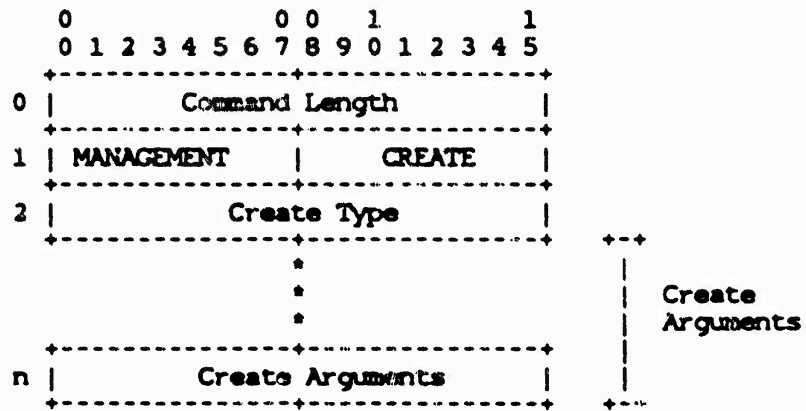 0 0 0 1 1
0 1 2 3 4 5 6 7 8 9 0 1 2 3 4 5
0 | Command Length |
1 | MANAGEMENT | CREATE |
2 | Create Type |
*
*
* Create
Arguments
n | Create Arguments |